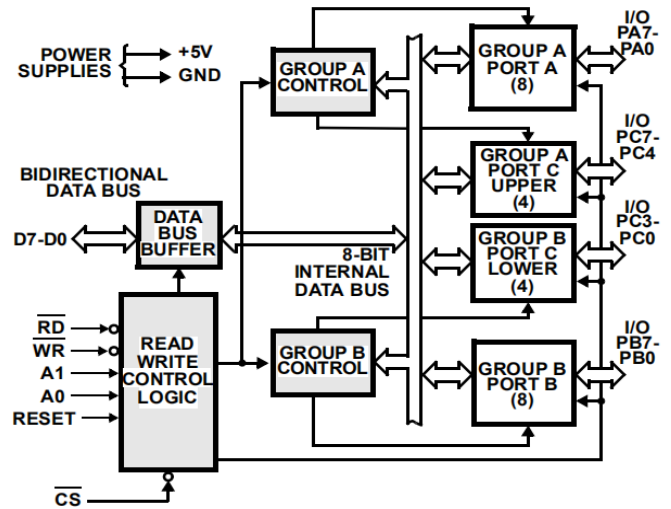 POWER
SUPPLIES
+5V
GND
GROUP A
CONTROL
GROUP A
PORT A
(8)
I/O
PA7-
PA0
GROUP A
PORT C
UPPER
(4)
I/O
PC7-
PC4
BIDIRECTIONAL
DATA BUS
D7-D0
DATA
BUS
BUFFER
8-BIT
INTERNAL
DATA BUS
GROUP B
PORT C
LOWER
(4)
I/O
PC3-
PC0
RD
WR
A1
A0
RESET
READ
WRITE
CONTROL
LOGIC
GROUP B
CONTROL
GROUP B
PORT B
(8)
I/O
PB7-
PB0
CS